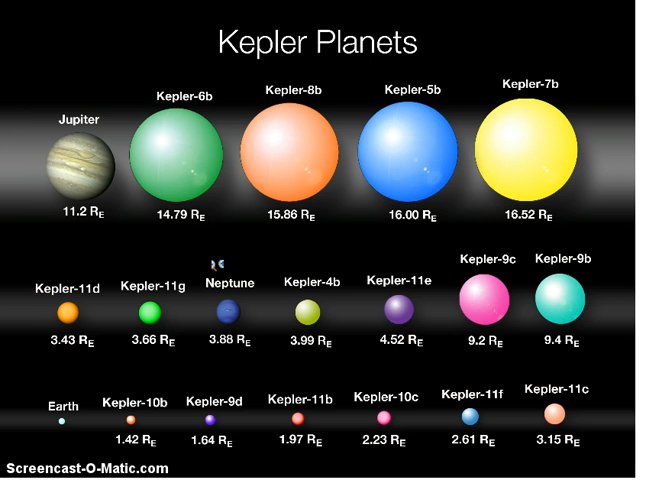 Kepler Planets
Jupiter
Kepler-6b
Kepler-8b
Kepler-5b
Kepler-7b
11.2 RE
14.79 RE
15.86 RE
16.00 RE
16.52 RE
Kepler-11d
Kepler-11g
Neptune
Kepler-4b
Kepler-11e
Kepler-9c
Kepler-9b
3.43 RE
3.66 RE
3.88 RE
3.99 RE
4.52 RE
9.2 RE
9.4 RE
Earth
Kepler-10b
Kepler-9d
Kepler-11b
Kepler-10c
Kepler-11f
Kepler-11c
1.42 RE
1.64 RE
1.97 RE
2.23 RE
2.61 RE
3.15 RE
Screencast-O-Matic.com